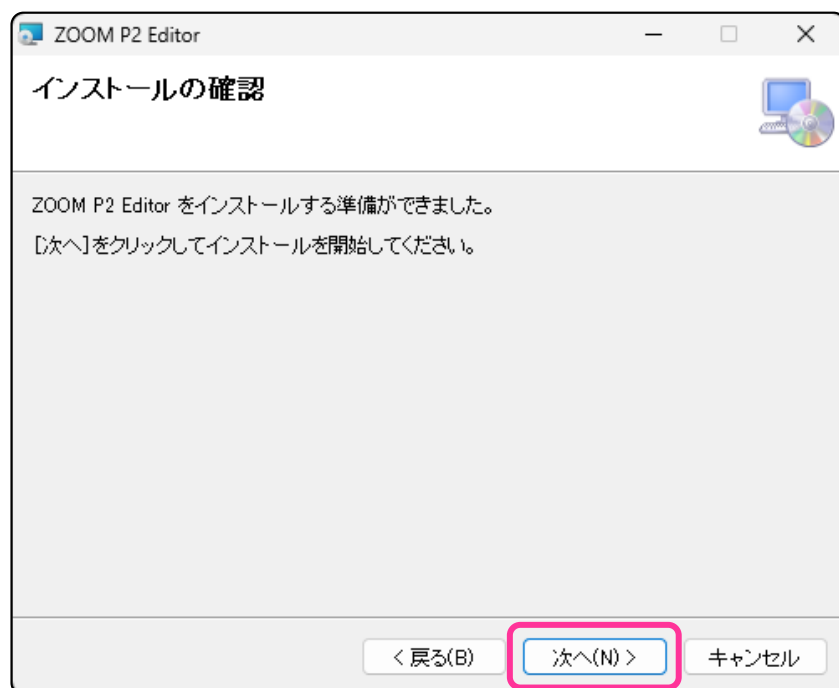 ZOOM P2 Editor
インストールの確認
ZOOM P2 Editor をインストールする準備ができました。
[次へ]をクリックしてインストールを開始してください。
< 戻る(B)
次へ(N) >
キャンセル